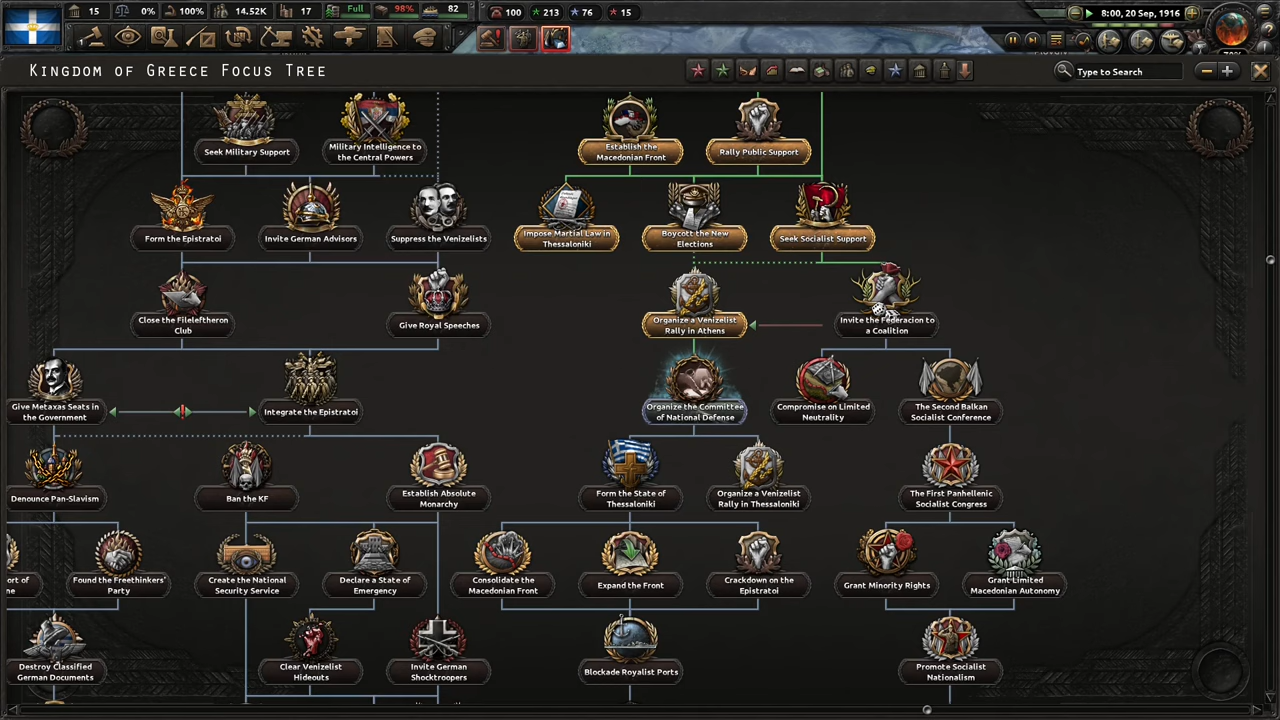 15
0%
100%
14.52K
17
Full
98%
82
100
213
76
15
8:00, 20 Sep, 1916
Kingdom of Greece Focus Tree
Type to Search
Seek Military Support
Military Intelligence to
the Central Powers
Establish the
Macedonian Front
Rally Public Support
Form the Epistratoi
Invite German Advisors
Suppress the Venizelists
Impose Martial Law in
Thessaloniki
Boycott the New
Elections
Seek Socialist Support
Close the Fileleftheron
Club
Give Royal Speeches
Organize a Venizelist
Rally in Athens
Invite the Federacion to
a Coalition
Give Metaxas Seats in
the Government
Integrate the Epistratoi
Organize the Committee
of National Defense
Compromise on Limited
Neutrality
The Second Balkan
Socialist Conference
Denounce Pan-Slavism
Ban the KF
Establish Absolute
Monarchy
Form the State of
Thessaloniki
Organize a Venizelist
Rally in Thessaloniki
The First Panhellenic
Socialist Congress
ort of
ne
Found the Freethinkers'
Party
Create the National
Security Service
Declare a State of
Emergency
Consolidate the
Macedonian Front
Expand the Front
Crackdown on the
Epistratoi
Grant Minority Rights
Grant Limited
Macedonian Autonomy
Destroy Classified
German Documents
Clear Venizelist
Hideouts
Invite German
Shocktroopers
Blockade Royalist Ports
Promote Socialist
Nationalism